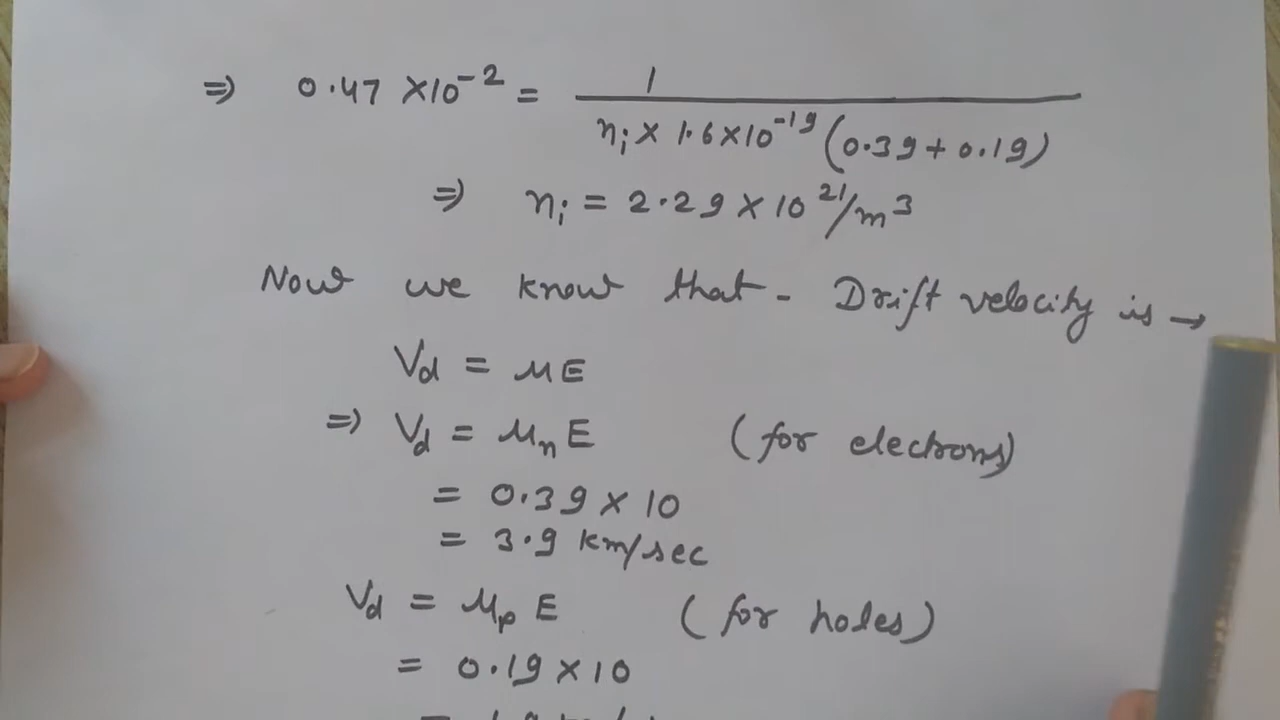 ⇒ 0.47 × 10⁻² = 1 / nᵢ × 1.6 × 10⁻¹⁹ (0.39 + 0.19)
⇒ nᵢ = 2.29 × 10²¹/m³
Now we know that - Drift velocity is →
Vd = μE
⇒ Vd = μₙE (for electrons)
= 0.39 × 10
= 3.9 km/sec
Vd = μₚE (for holes)
= 0.19 × 10